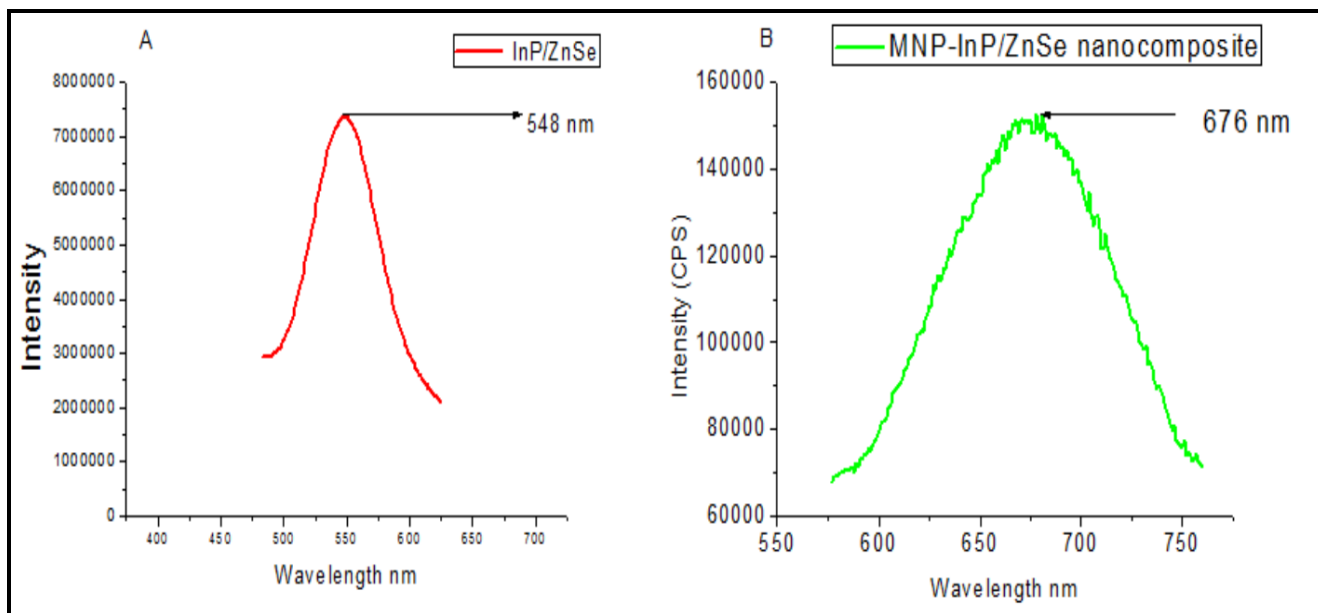 A
InP/ZnSe
8000000
7000000
6000000
5000000
4000000
3000000
2000000
1000000
0
Intensity
548 nm
400 450 500 550 600 650 700
Wavelength nm
B
MNP-InP/ZnSe nanocomposite
160000
140000
120000
100000
80000
60000
Intensity (CPS)
676 nm
550 600 650 700 750
Wavelength nm